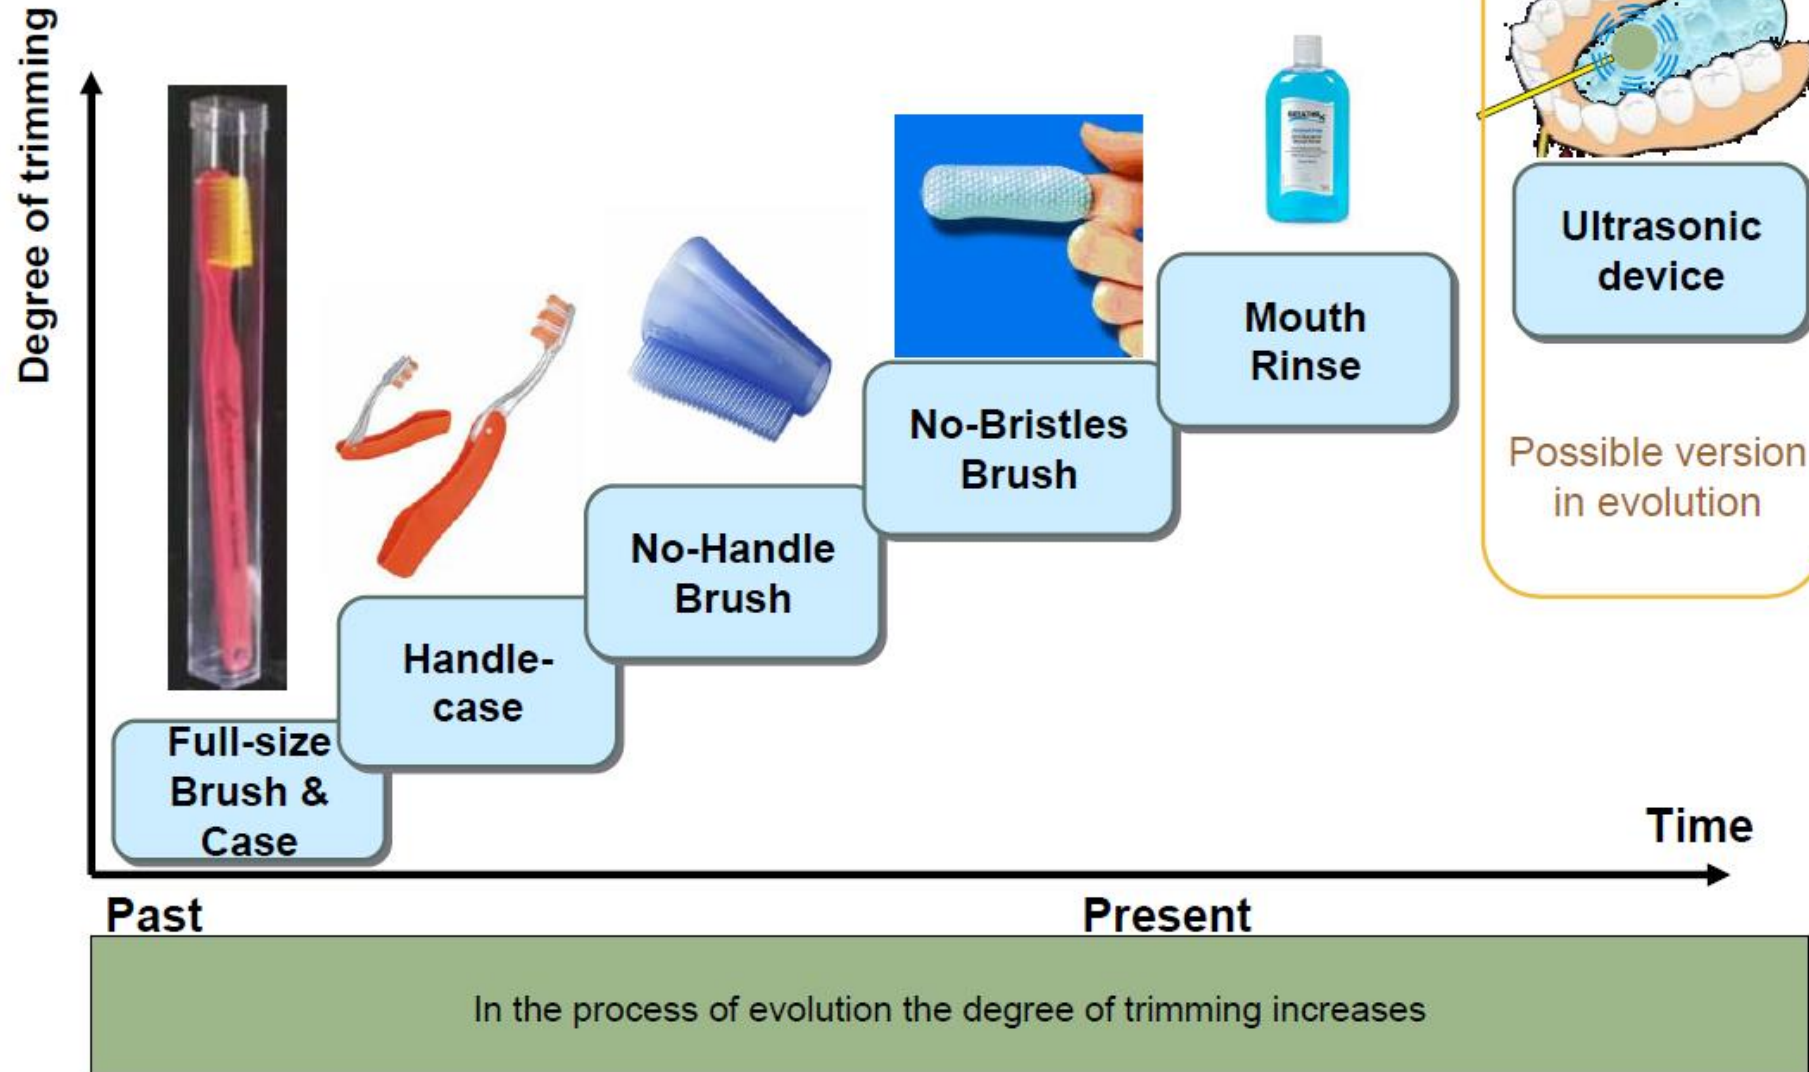 Degree of trimming
Ultrasonic
device
Mouth
Rinse
No-Bristles
Brush
Possible version
in evolution
No-Handle
Brush
Handle-
case
Full-size
Brush &
Case
Time
Past
Present
In the process of evolution the degree of trimming increases